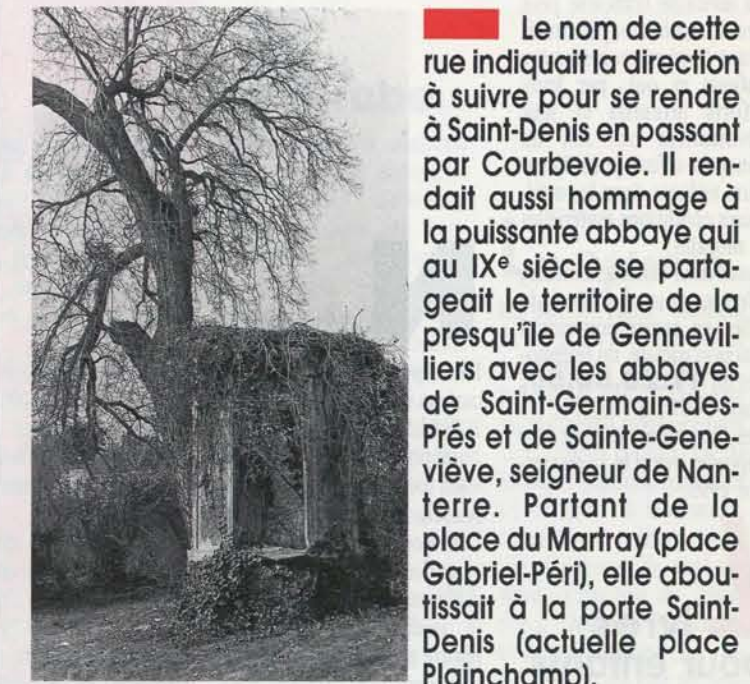 Le nom de cette
rue indiquait la direction
à suivre pour se rendre
à Saint-Denis en passant
par Courbevoie. Il ren-
dait aussi hommage à
la puissante abbaye qui
au IXe siècle se parta-
geait le territoire de la
presqu'île de Gennevil-
liers avec les abbayes
de Saint-Germain-des-
Prés et de Sainte-Gene-
viève, seigneur de Nan-
terre. Partant de la
place du Martray (place
Gabriel-Péri), elle abou-
tissait à la porte Saint-
Denis (actuelle place
Plainchamp).